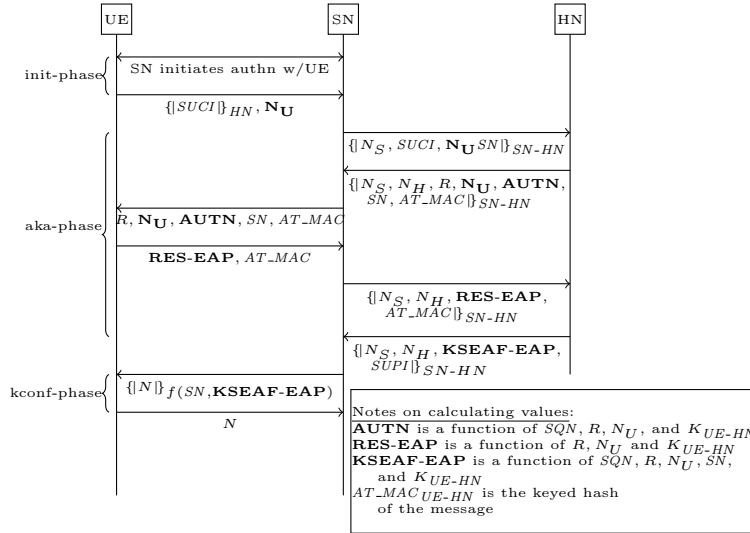 UE SN HN
init-phase
SN initiates authn w/UE
{|SUCI|}HN, NU
{|NS, SUCI, NU SN|}SN-HN
{|NS, NH, R, NU, AUTN,
SN, AT_MAC|}SN-HN
aka-phase
R, NU, AUTN, SN, AT_MAC
RES-EAP, AT_MAC
{|NS, NH, RES-EAP,
AT_MAC|}SN-HN
{|NS, NH, KSEAF-EAP,
SUPI|}SN-HN
kconf-phase
{|N|}f(SN,KSEAF-EAP)
N
Notes on calculating values:
AUTN is a function of SQN, R, NU, and KUE-HN
RES-EAP is a function of R, NU and KUE-HN
KSEAF-EAP is a function of SQN, R, NU, SN,
and KUE-HN
AT_MACUE-HN is the keyed hash
of the message